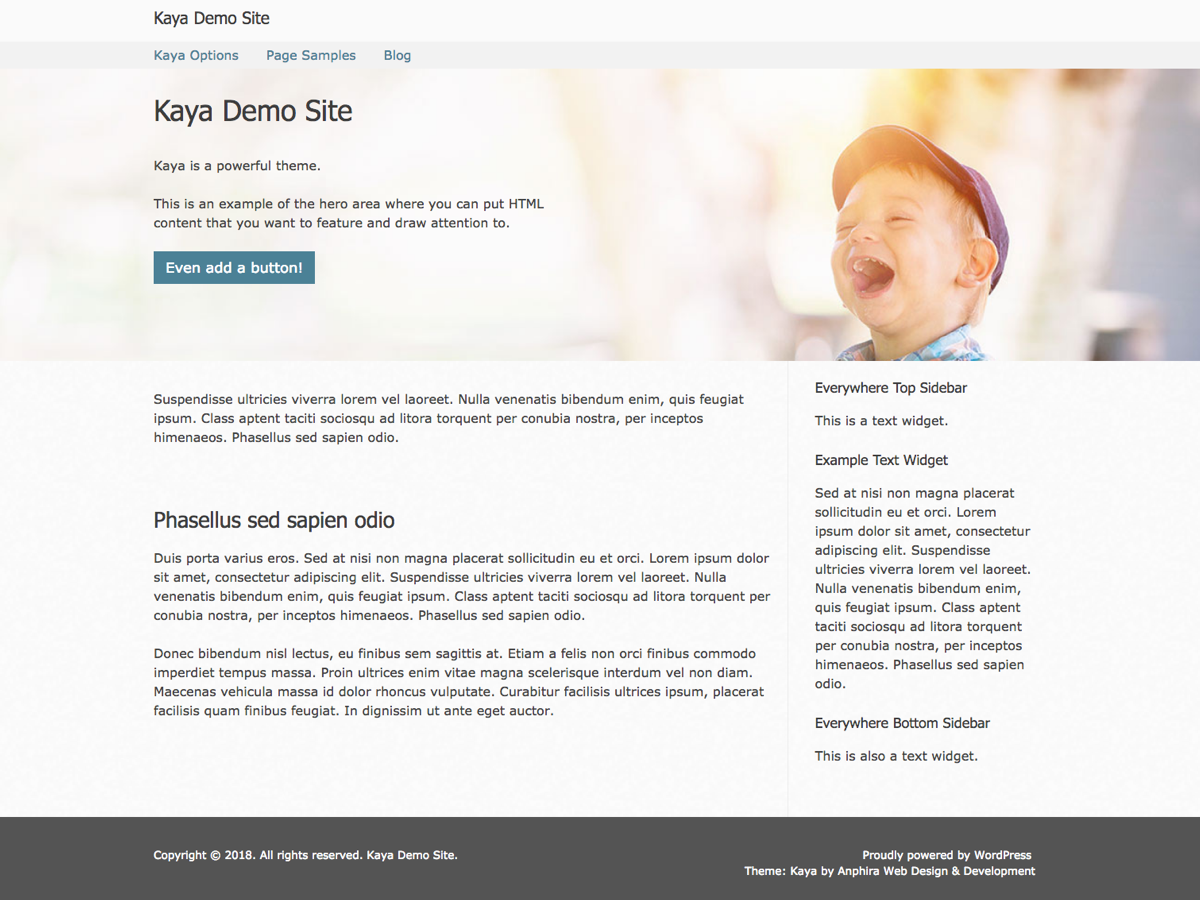 Kaya Demo Site
Kaya Options Page Samples Blog
Kaya Demo Site
Kaya is a powerful theme.
This is an example of the hero area where you can put HTML
content that you want to feature and draw attention to.
Even add a button!
Suspendisse ultricies viverra lorem vel laoreet. Nulla venenatis bibendum enim, quis feugiat
ipsum. Class aptent taciti sociosqu ad litora torquent per conubia nostra, per inceptos
himenaeos. Phasellus sed sapien odio.
Phasellus sed sapien odio
Duis porta varius eros. Sed at nisi non magna placerat sollicitudin eu et orci. Lorem ipsum dolor
sit amet, consectetur adipiscing elit. Suspendisse ultricies viverra lorem vel laoreet. Nulla
venenatis bibendum enim, quis feugiat ipsum. Class aptent taciti sociosqu ad litora torquent per
conubia nostra, per inceptos himenaeos. Phasellus sed sapien odio.
Donec bibendum nisl lectus, eu finibus sem sagittis at. Etiam a felis non orci finibus commodo
imperdiet tempus massa. Proin ultrices enim vitae magna scelerisque interdum vel non diam.
Maecenas vehicula massa id dolor rhoncus vulputate. Curabitur facilisis ultrices ipsum, placerat
facilisis quam finibus feugiat. In dignissim ut ante eget auctor.
Everywhere Top Sidebar
This is a text widget.
Example Text Widget
Sed at nisi non magna placerat
sollicitudin eu et orci. Lorem
ipsum dolor sit amet, consectetur
adipiscing elit. Suspendisse
ultricies viverra lorem vel laoreet.
Nulla venenatis bibendum enim,
quis feugiat ipsum. Class aptent
taciti sociosqu ad litora torquent
per conubia nostra, per inceptos
himenaeos. Phasellus sed sapien
odio.
Everywhere Bottom Sidebar
This is also a text widget.
Copyright © 2018. All rights reserved. Kaya Demo Site.
Proudly powered by WordPress
Theme: Kaya by Anphira Web Design & Development